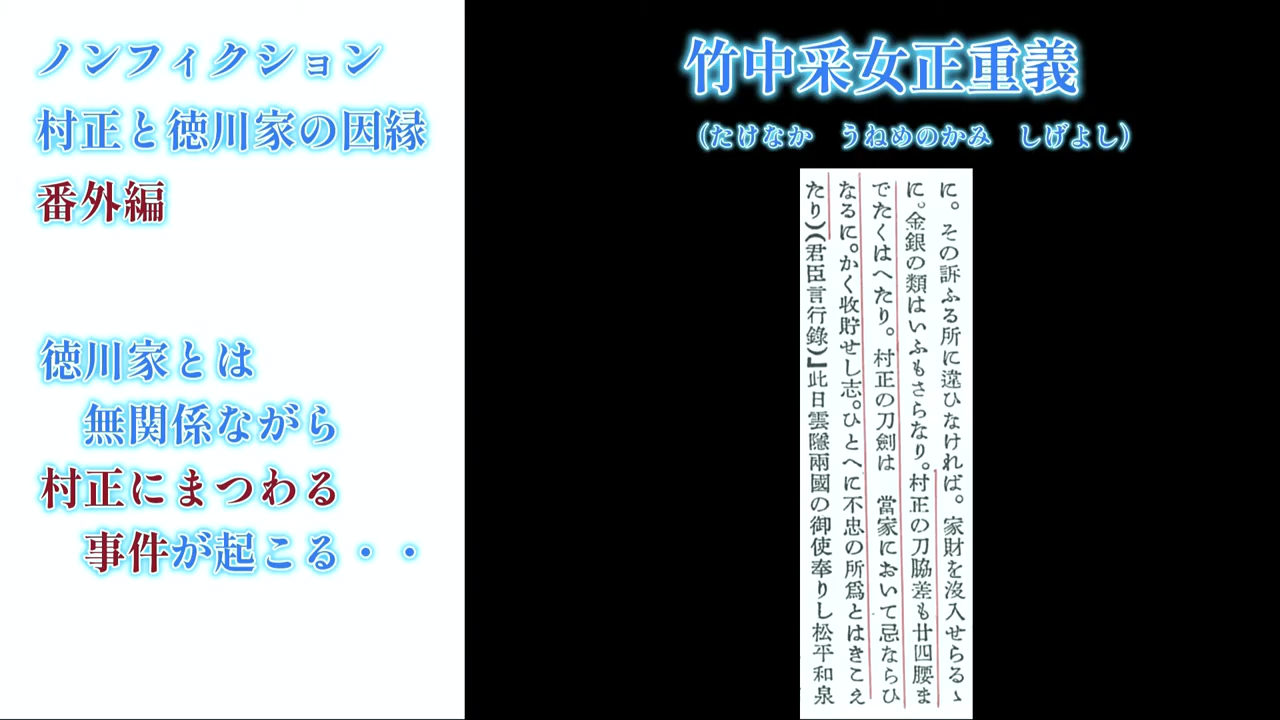 ノンフィクション
村正と徳川家の因縁
番外編
徳川家とは
無関係ながら
村正にまつわる
事件が起こる・・
竹中采女正重義
（たけなか　うねめのかみ　しげよし）
に。その訴ふる所に違ひなければ。家財を沒入せらるゝ
に。金銀の類はいふもさらなり。村正の刀脇差も廿四腰ま
でたくはへたり。村正の刀劍は　當家において忌ならひ
なるに。かく收貯せし志。ひとへに不忠の所爲とはきこえ
たり）（君臣言行錄）』此日雲隱兩國の御使奉りし松平和泉